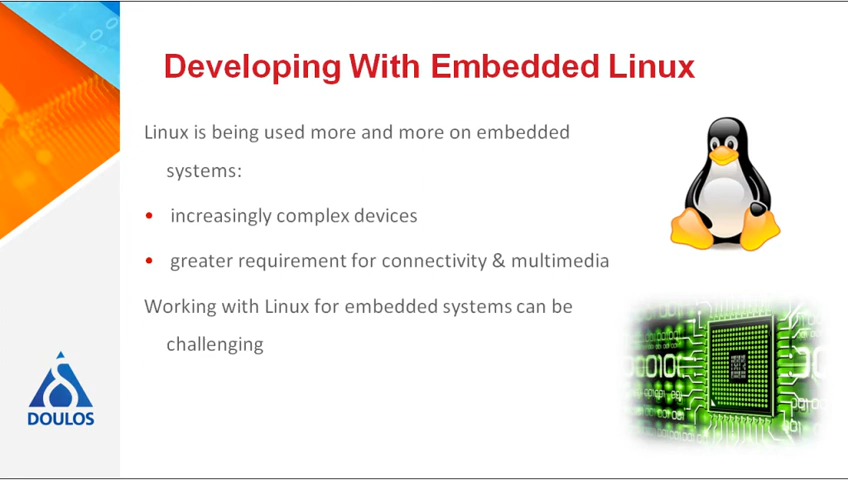 Developing With Embedded Linux
Linux is being used more and more on embedded
systems:
• increasingly complex devices
• greater requirement for connectivity & multimedia
Working with Linux for embedded systems can be
challenging
DOULOS